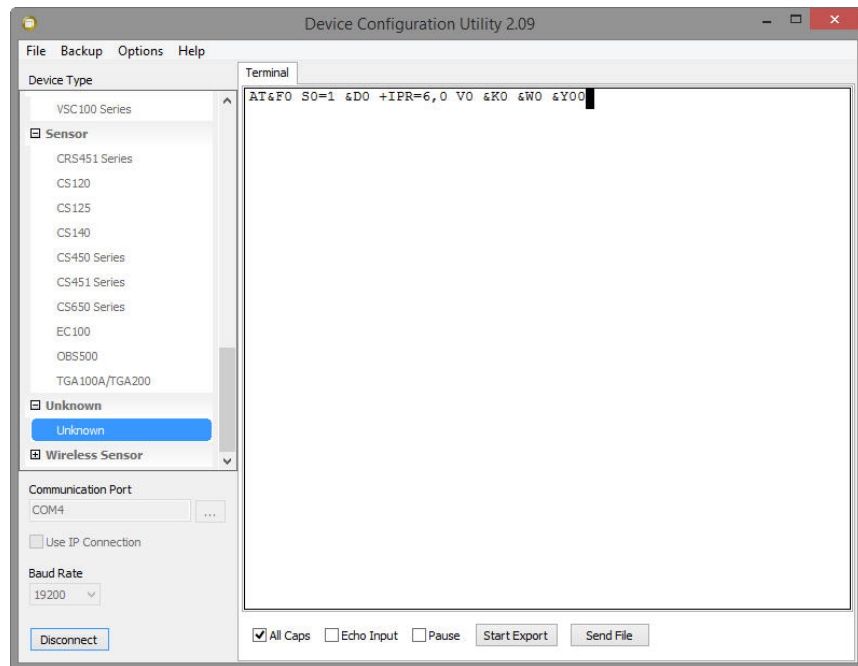 Device Configuration Utility 2.09
File Backup Options Help
Device Type
VSC100 Series
Sensor
CRS451 Series
CS120
CS125
CS140
CS450 Series
CS451 Series
CS650 Series
EC100
OBS500
TGA100A/TGA200
Unknown
Unknown
Wireless Sensor
Communication Port
COM4
...
Use IP Connection
Baud Rate
19200
Disconnect
Terminal
AT&F0 S0=1 &D0 +IPR=6,0 V0 &K0 &W0 &Y00
All Caps Echo Input Pause Start Export Send File